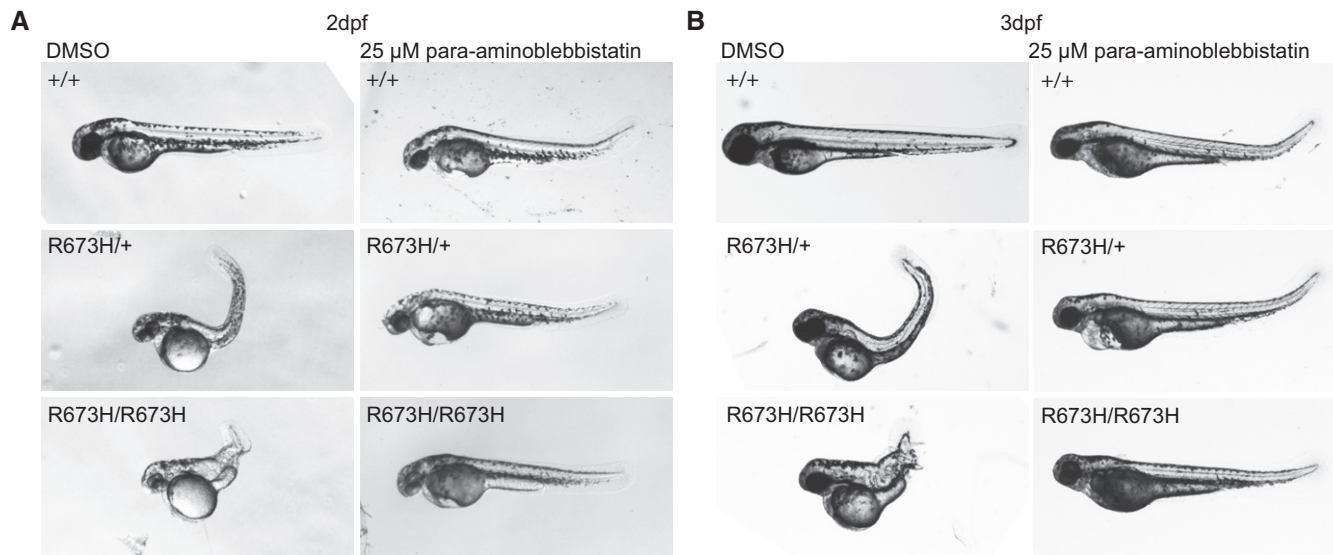 A
2dpf
DMSO
25 µM para-aminoblebbistatin
+/+
+/+
R673H/+
R673H/+
R673H/R673H
R673H/R673H
B
3dpf
DMSO
25 µM para-aminoblebbistatin
+/+
+/+
R673H/+
R673H/+
R673H/R673H
R673H/R673H